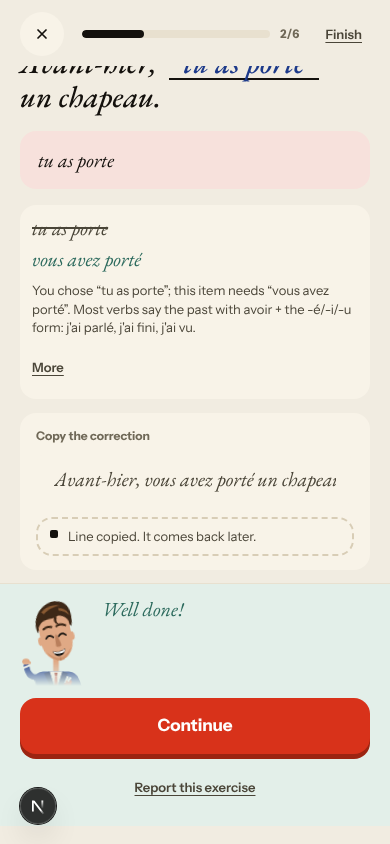 2/6
Finish
Avant-hier, tu as porte
un chapeau.
tu as porte
tu as porte
vous avez porté
You chose “tu as porte”; this item needs “vous avez
porté”. Most verbs say the past with avoir + the -é/-i/-u
form: j'ai parlé, j'ai fini, j'ai vu.
More
Copy the correction
Avant-hier, vous avez porté un chapeau
Line copied. It comes back later.
Well done!
Continue
Report this exercise
N